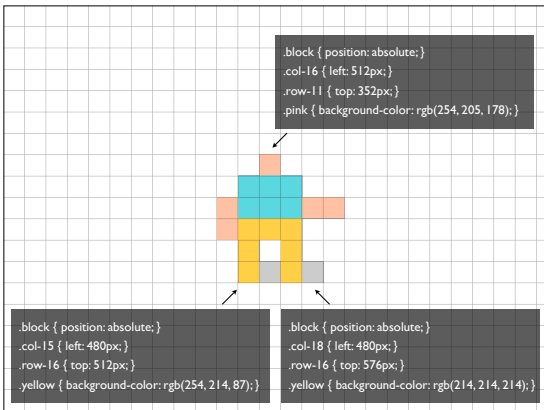 .block { position: absolute; }
.col-16 { left: 512px; }
.row-11 { top: 352px; }
.pink { background-color: rgb(254, 205, 178); }
.block { position: absolute; }
.col-15 { left: 480px; }
.row-16 { top: 512px; }
.yellow { background-color: rgb(254, 214, 87); }
.block { position: absolute; }
.col-18 { left: 480px; }
.row-16 { top: 576px; }
.yellow { background-color: rgb(214, 214, 214); }